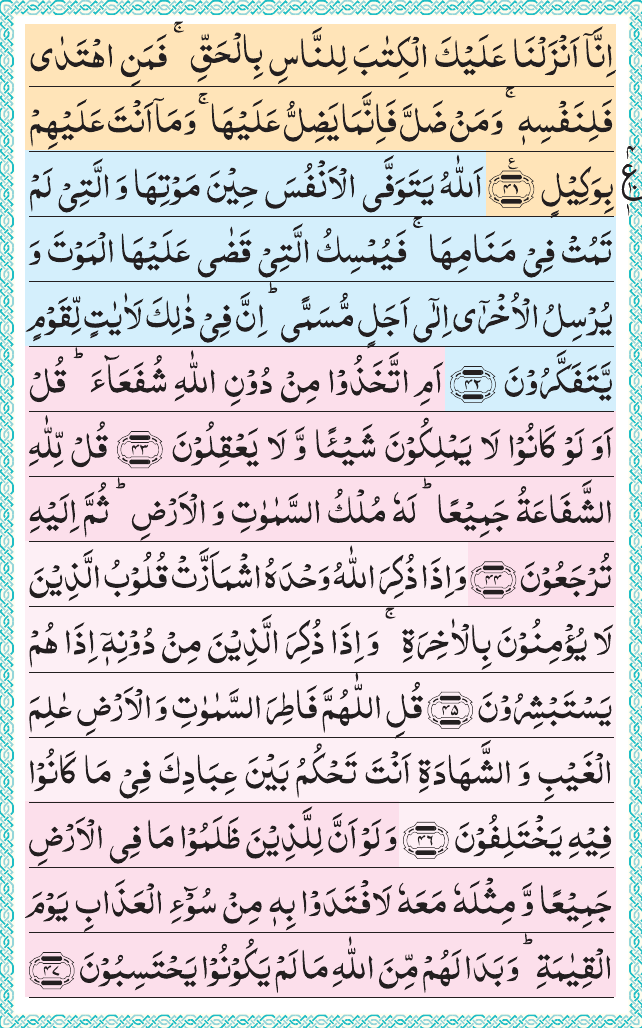 اِنَّاۤ اَنْزَلْنَا عَلَیْكَ الْكِتٰبَ لِلنَّاسِ بِالْحَقِّ ۚ فَمَنِ اهْتَدٰی
فَلِنَفْسِهٖ ۚ وَمَنْ ضَلَّ فَاِنَّمَا یَضِلُّ عَلَیْهَا ۚ وَمَاۤ اَنْتَ عَلَیْهِمْ
بِوَكِیْلٍ ﴿۴۱﴾ ع اَللّٰهُ یَتَوَفَّی الْاَنْفُسَ حِیْنَ مَوْتِهَا وَ الَّتِیْ لَمْ
تَمُتْ فِیْ مَنَامِهَا ۚ فَیُمْسِكُ الَّتِیْ قَضٰی عَلَیْهَا الْمَوْتَ وَ
یُرْسِلُ الْاُخْرٰۤی اِلٰۤی اَجَلٍ مُّسَمًّی ؕ اِنَّ فِیْ ذٰلِكَ لَاٰیٰتٍ لِّقَوْمٍ
یَّتَفَكَّرُوْنَ ﴿۴۲﴾ اَمِ اتَّخَذُوْا مِنْ دُوْنِ اللّٰهِ شُفَعَآءَ ؕ قُلْ
اَوَ لَوْ كَانُوْا لَا یَمْلِكُوْنَ شَیْـًٔا وَّ لَا یَعْقِلُوْنَ ﴿۴۳﴾ قُلْ لِّلّٰهِ
الشَّفَاعَةُ جَمِیْعًا ؕ لَهٗ مُلْكُ السَّمٰوٰتِ وَ الْاَرْضِ ؕ ثُمَّ اِلَیْهِ
تُرْجَعُوْنَ ﴿۴۴﴾ وَاِذَا ذُكِرَ اللّٰهُ وَحْدَهُ اشْمَاَزَّتْ قُلُوْبُ الَّذِیْنَ
لَا یُؤْمِنُوْنَ بِالْاٰخِرَةِ ۚ وَاِذَا ذُكِرَ الَّذِیْنَ مِنْ دُوْنِهٖۤ اِذَا هُمْ
یَسْتَبْشِرُوْنَ ﴿۴۵﴾ قُلِ اللّٰهُمَّ فَاطِرَ السَّمٰوٰتِ وَ الْاَرْضِ عٰلِمَ
الْغَیْبِ وَ الشَّهَادَةِ اَنْتَ تَحْكُمُ بَیْنَ عِبَادِكَ فِیْ مَا كَانُوْا
فِیْهِ یَخْتَلِفُوْنَ ﴿۴۶﴾ وَلَوْ اَنَّ لِلَّذِیْنَ ظَلَمُوْا مَا فِی الْاَرْضِ
جَمِیْعًا وَّ مِثْلَهٗ مَعَهٗ لَافْتَدَوْا بِهٖ مِنْ سُوْٓءِ الْعَذَابِ یَوْمَ
الْقِیٰمَةِ ؕ وَبَدَا لَهُمْ مِّنَ اللّٰهِ مَا لَمْ یَكُوْنُوْا یَحْتَسِبُوْنَ ﴿۴۷﴾